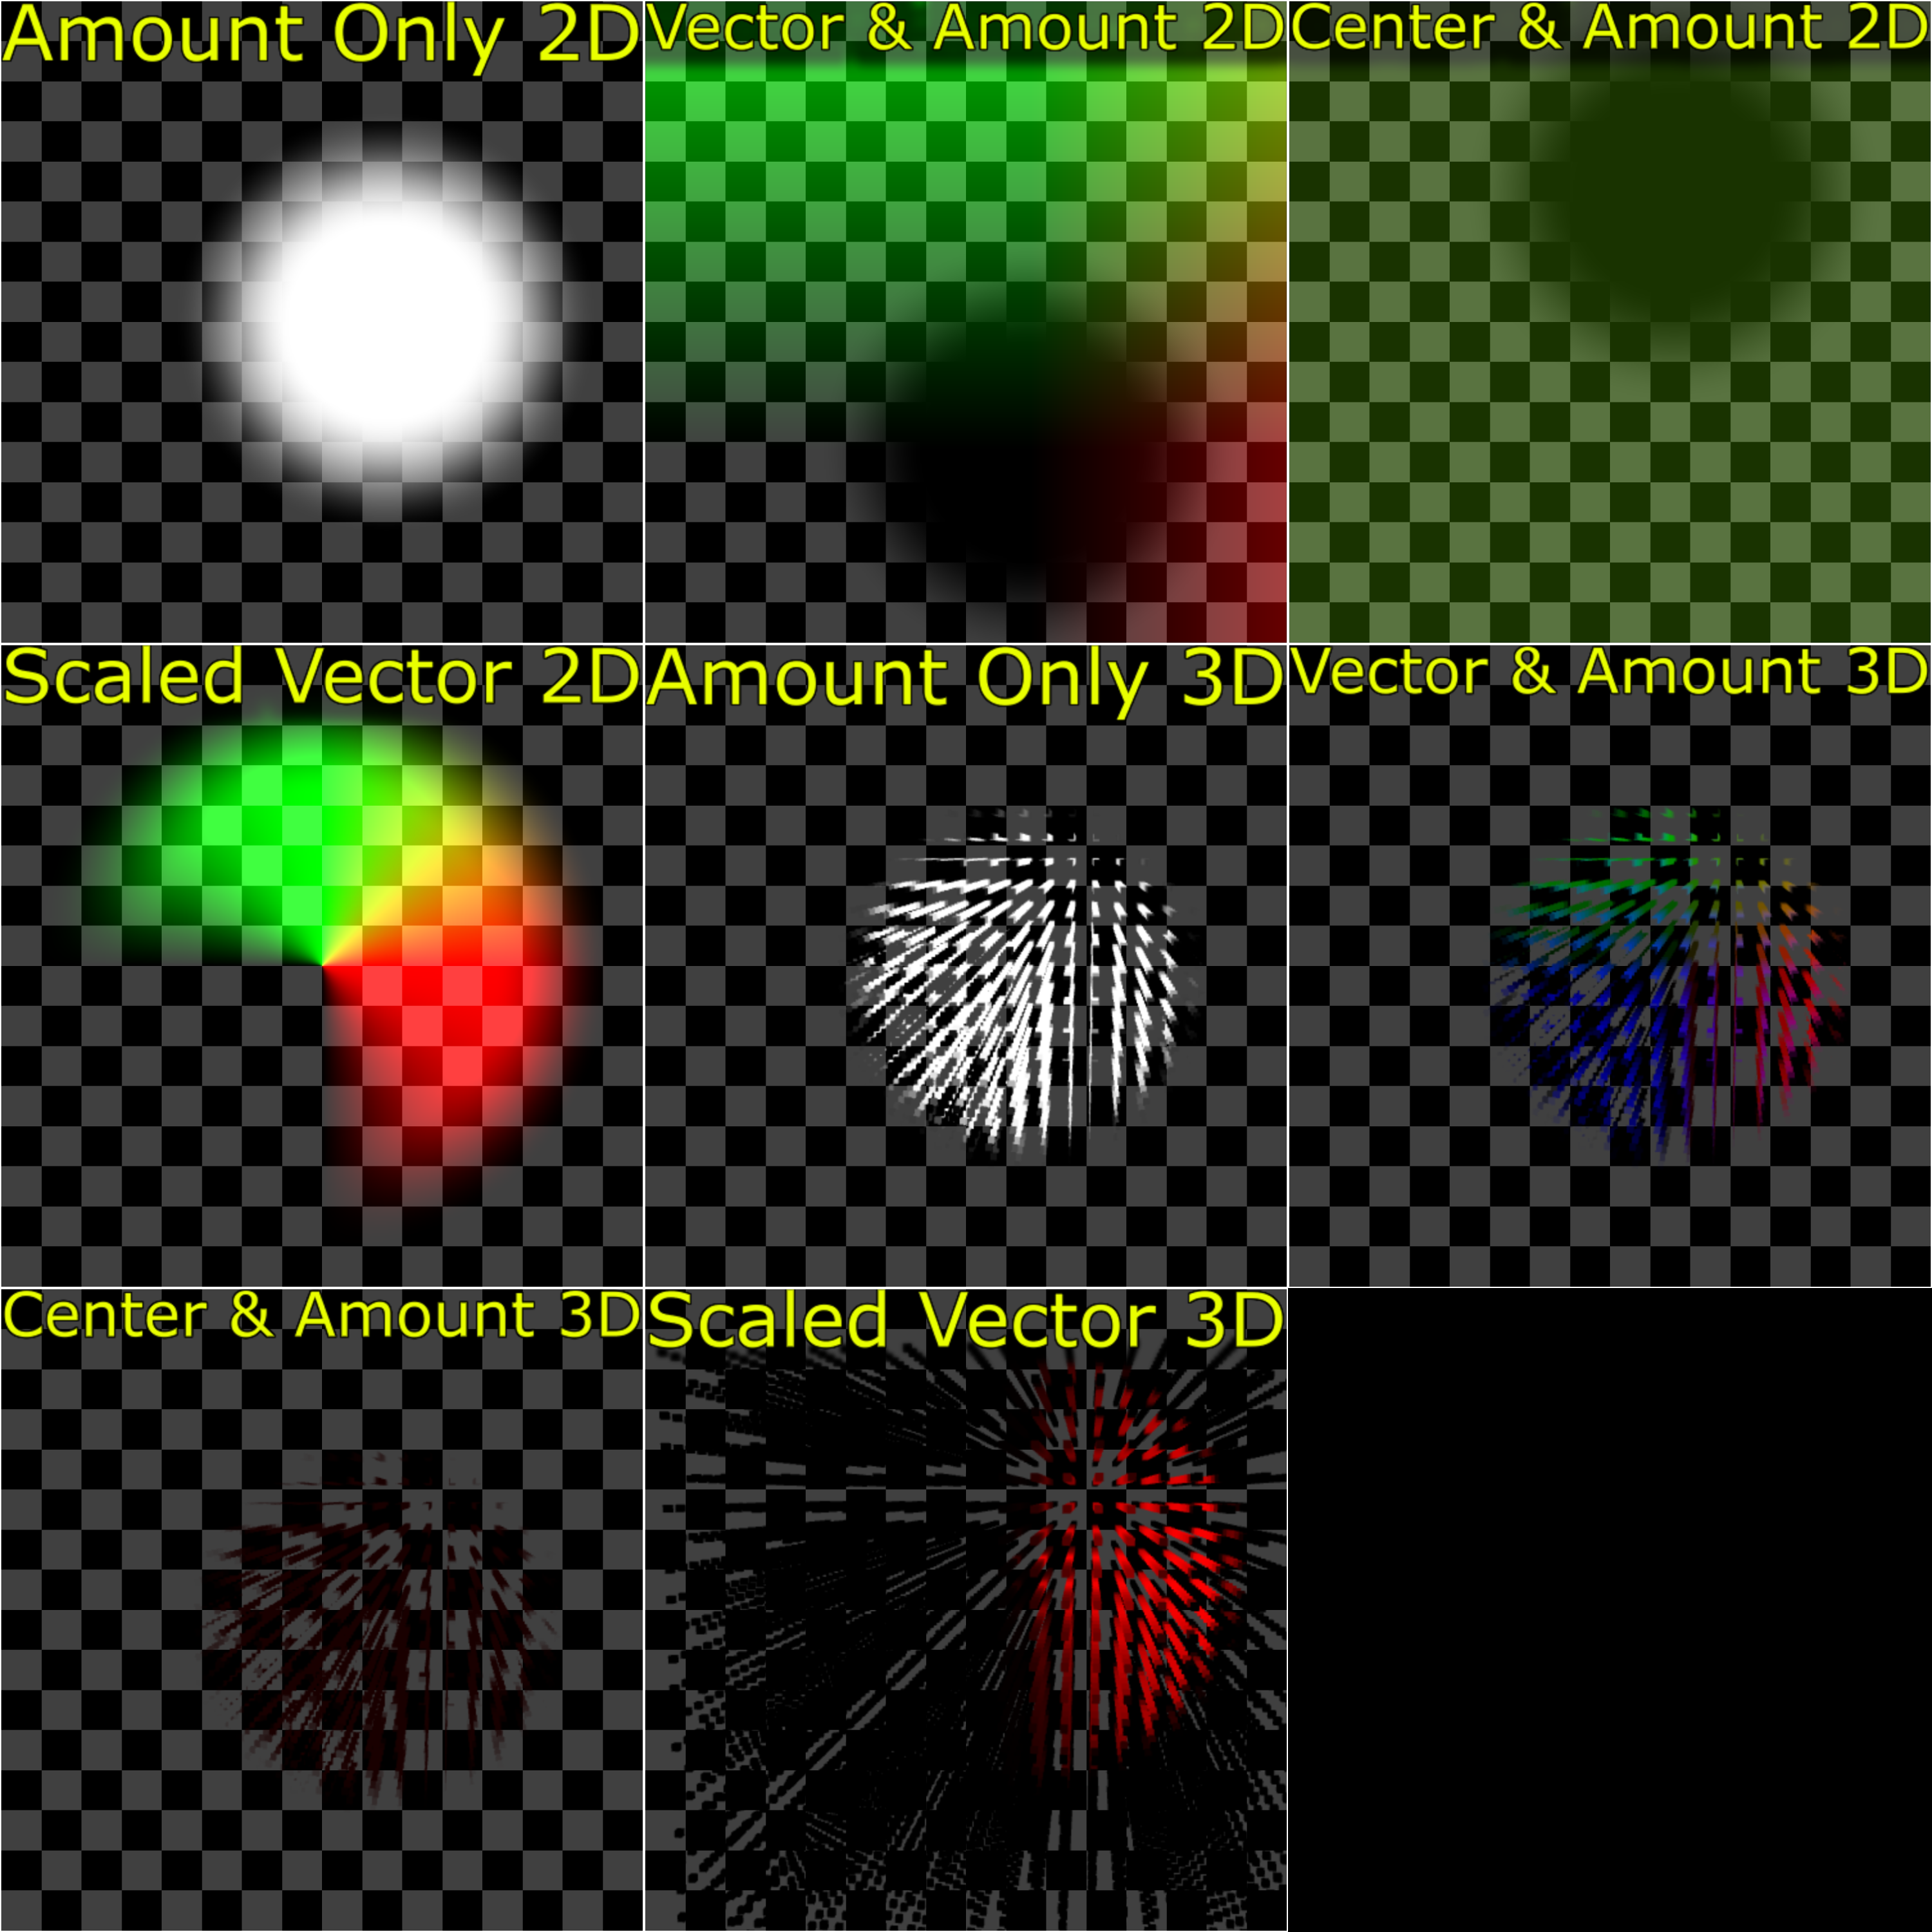 Amount Only 2D
Vector & Amount 2D
Center & Amount 2D
Scaled Vector 2D
Amount Only 3D
Vector & Amount 3D
Center & Amount 3D
Scaled Vector 3D